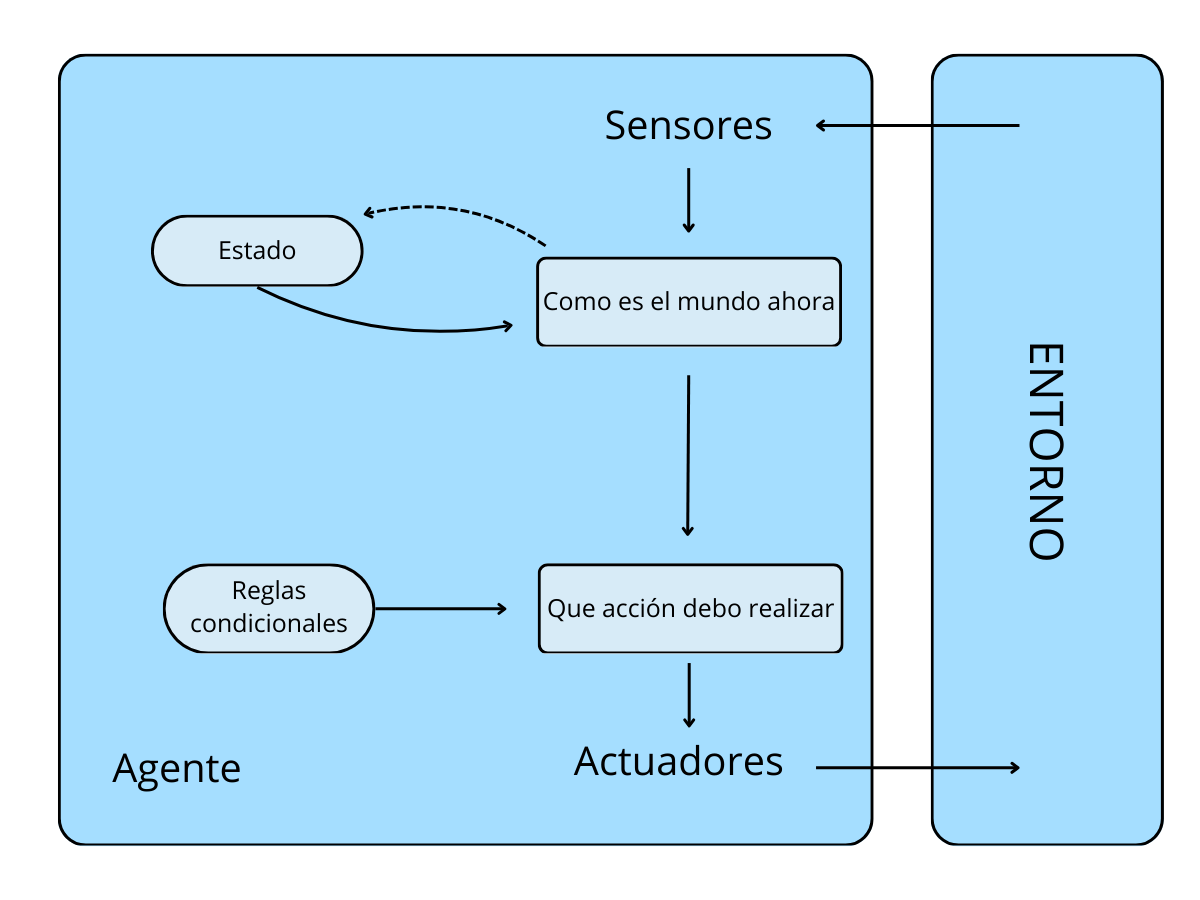 Sensores
Estado
Como es el mundo ahora
ENTORNO
Reglas
condicionales
Que acción debo realizar
Agente
Actuadores